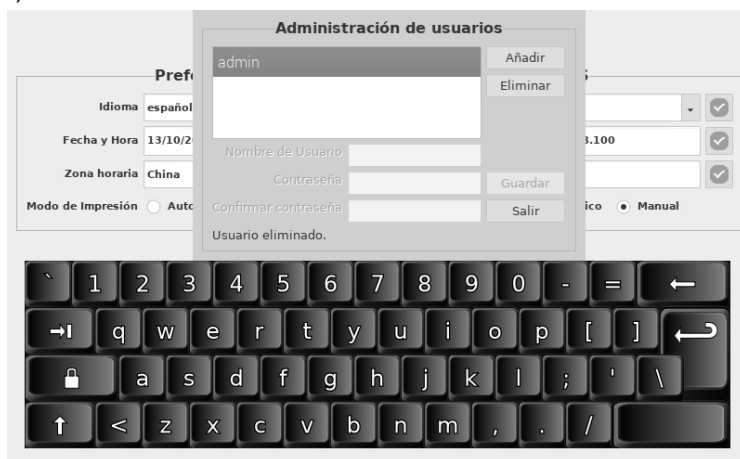 Administración de usuarios
admin
Añadir
Eliminar
Nombre de Usuario
Contraseña
Guardar
Confirmar contraseña
Salir
Usuario eliminado.
Idioma español
Fecha y Hora 13/10/2
3.100
Zona horaria China
Modo de Impresión
Manual
` 1 2 3 4 5 6 7 8 9 0 - =
q w e r t y u i o p [ ]
a s d f g h j k l ; ' \
< z x c v b n m , . /